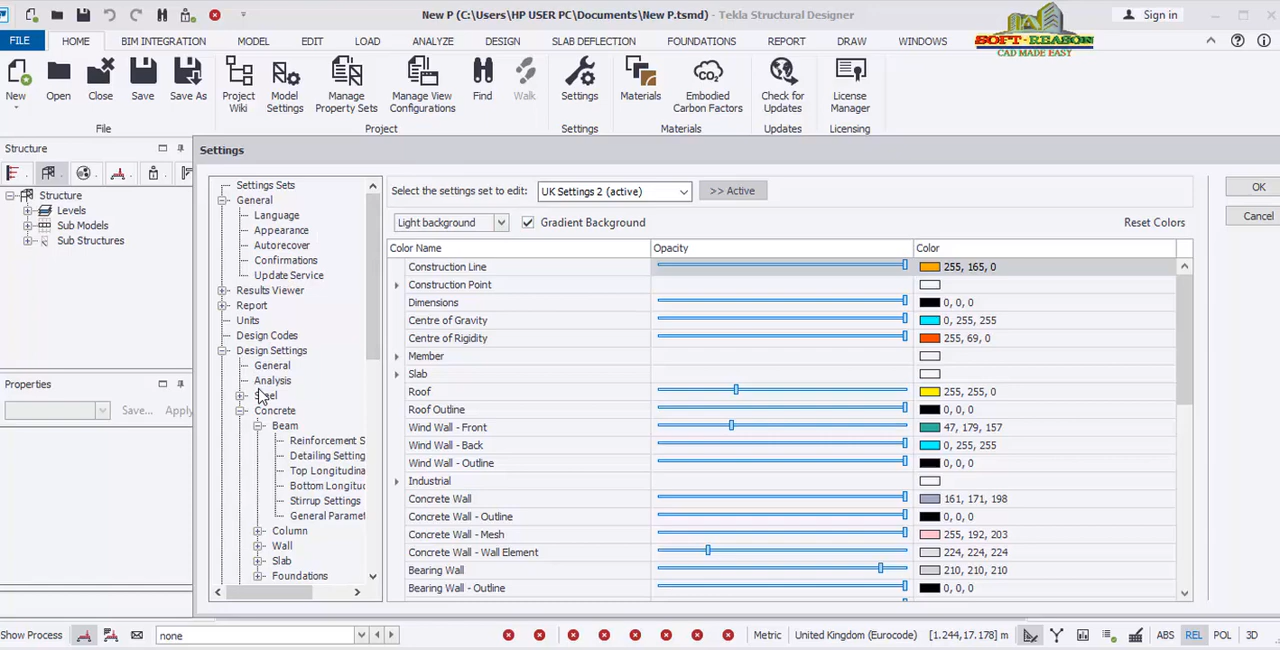 New P (C:\Users\HP USER PC\Documents\New P.tsmd) - Tekla Structural Designer
Sign in
FILE HOME BIM INTEGRATION MODEL LOAD ANALYZE DESIGN SLAB DEFLECTION FOUNDATIONS REPORT DRAW WINDOWS
SOFT-REASON
CAD MADE EASY
New Open Close Save Save As Project Wiki Model Settings Manage Property Sets Manage View Configurations Find Walk Settings Materials Embodied Carbon Factors Check for Updates License Manager
File Project Settings Materials Updates Licensing
Structure
Structure
Levels
Sub Models
Sub Structures
Properties
Save... Apply
Settings
Settings Sets
General
Language
Appearance
Autorecover
Confirmations
Update Service
Results Viewer
Report
Units
Design Codes
Design Settings
General
Analysis
Concrete
Beam
Reinforcement S
Detailing Setting
Top Longitudina
Bottom Longitud
Stirrup Settings
General Paramet
Column
Wall
Slab
Foundations
Select the settings set to edit: UK Settings 2 (active) >> Active
Light background Gradient Background Reset Colors
Color Name Opacity Color
Construction Line 255, 165, 0
Construction Point
Dimensions 0, 0, 0
Centre of Gravity 0, 255, 255
Centre of Rigidity 255, 69, 0
Member
Slab
Roof 255, 255, 0
Roof Outline 0, 0, 0
Wind Wall - Front 47, 179, 157
Wind Wall - Back 0, 255, 255
Wind Wall - Outline 0, 0, 0
Industrial
Concrete Wall 161, 171, 198
Concrete Wall - Outline 0, 0, 0
Concrete Wall - Mesh 255, 192, 203
Concrete Wall - Wall Element 224, 224, 224
Bearing Wall 210, 210, 210
Bearing Wall - Outline 0, 0, 0
OK
Cancel
Show Process none Metric United Kingdom (Eurocode) [1.244,17.178] m ABS REL POL 3D